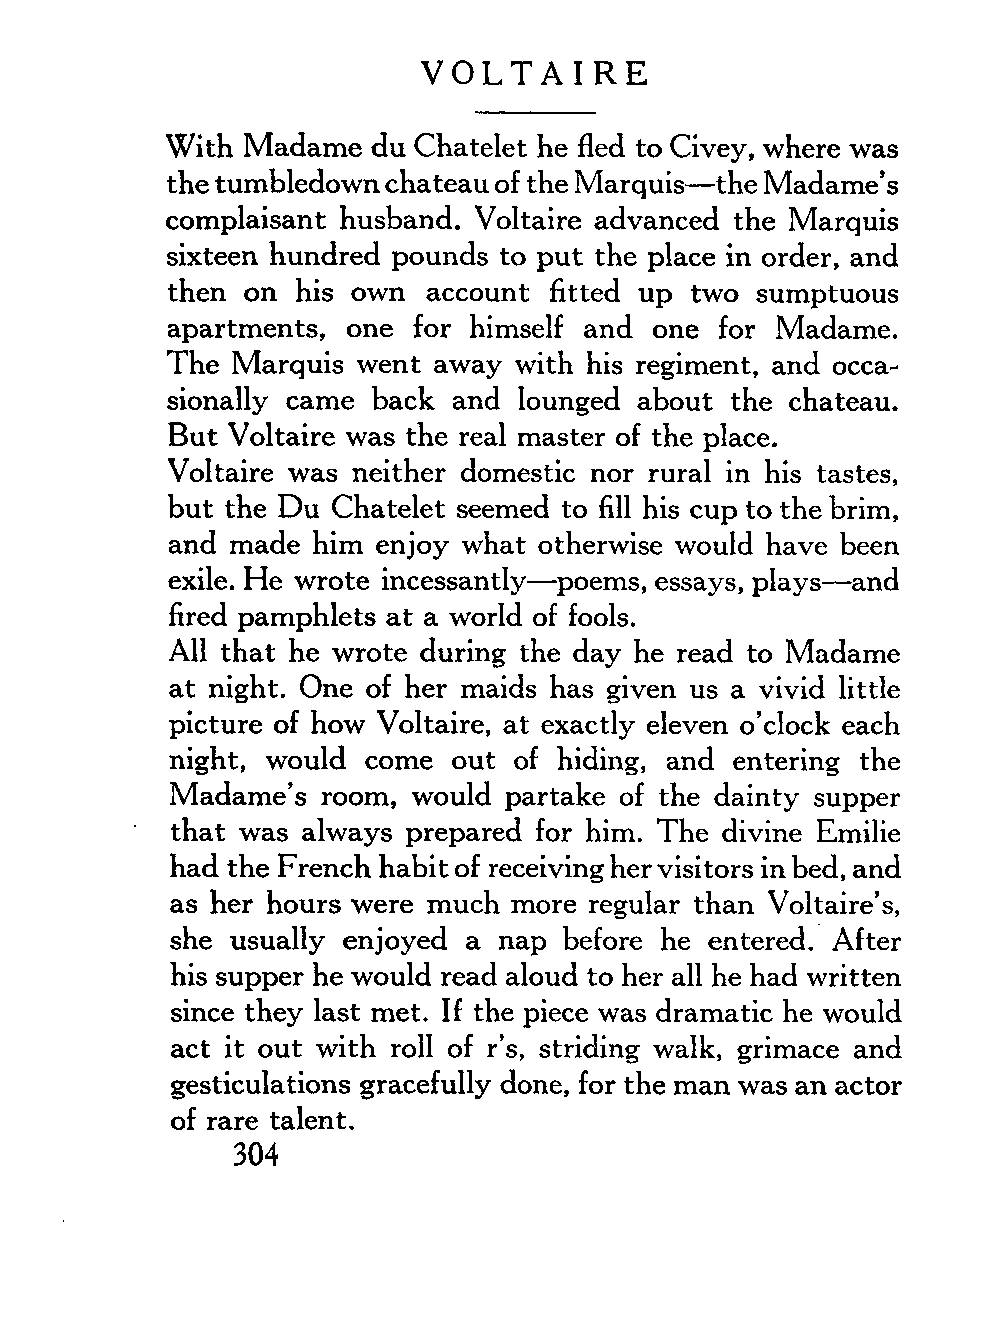 VOLTAIRE
With Madame du Chatelet he fled to Civey, where was
the tumbledown chateau of the Marquis—the Madame's
complaisant husband. Voltaire advanced the Marquis
sixteen hundred pounds to put the place in order, and
then on his own account fitted up two sumptuous
apartments, one for himself and one for Madame.
The Marquis went away with his regiment, and occa-
sionally came back and lounged about the chateau.
But Voltaire was the real master of the place.
Voltaire was neither domestic nor rural in his tastes,
but the Du Chatelet seemed to fill his cup to the brim,
and made him enjoy what otherwise would have been
exile. He wrote incessantly—poems, essays, plays—and
fired pamphlets at a world of fools.
All that he wrote during the day he read to Madame
at night. One of her maids has given us a vivid little
picture of how Voltaire, at exactly eleven o'clock each
night, would come out of hiding, and entering the
Madame's room, would partake of the dainty supper
that was always prepared for him. The divine Emilie
had the French habit of receiving her visitors in bed, and
as her hours were much more regular than Voltaire's,
she usually enjoyed a nap before he entered. After
his supper he would read aloud to her all he had written
since they last met. If the piece was dramatic he would
act it out with roll of r's, striding walk, grimace and
gesticulations gracefully done, for the man was an actor
of rare talent.
304